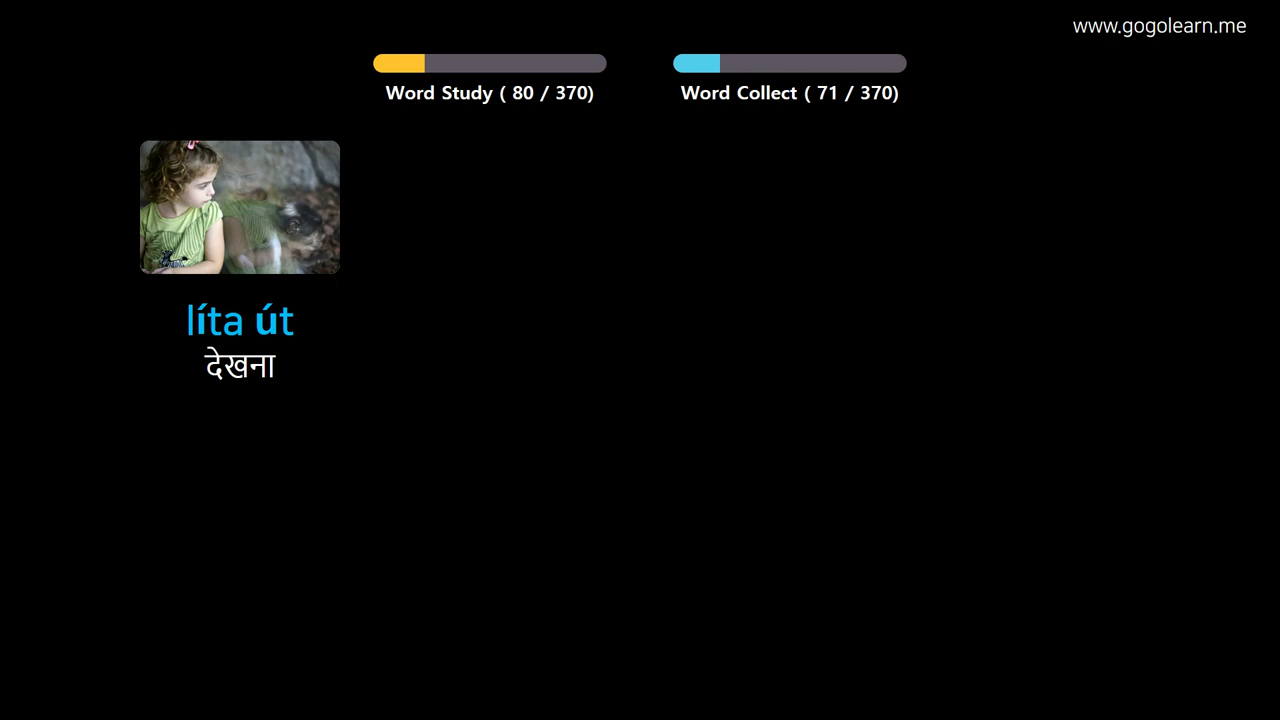 www.gogolearn.me
Word Study ( 80 / 370)
Word Collect ( 71 / 370)
líta út
देखना